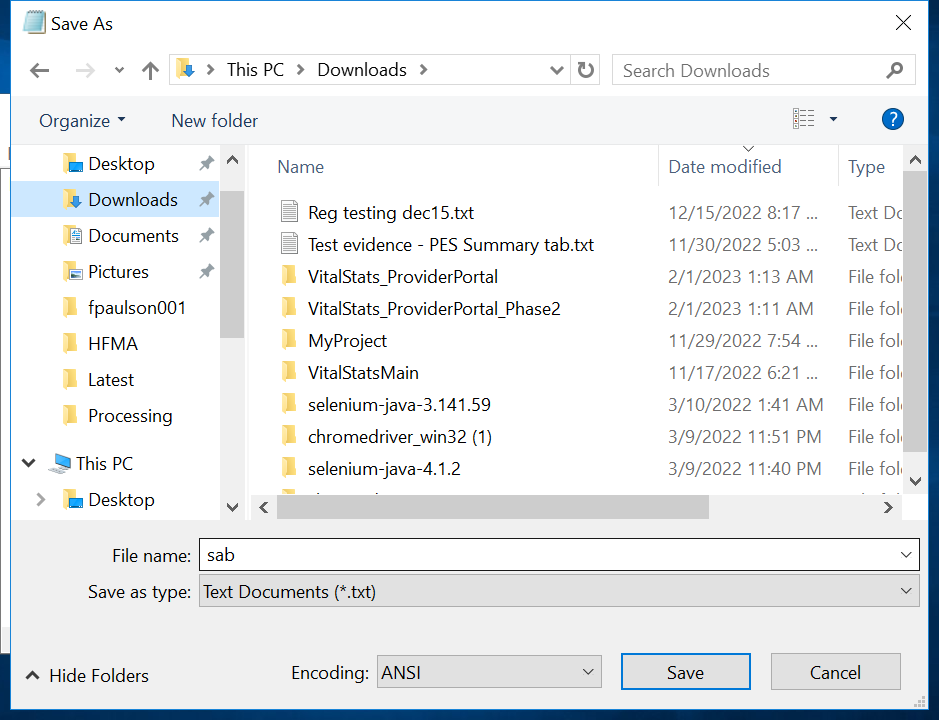 Save As
This PC > Downloads >
Search Downloads
Organize
New folder
?
Desktop
Downloads
Documents
Pictures
fpaulson001
HFMA
Latest
Processing
This PC
Desktop
Name Date modified Type
Reg testing dec15.txt 12/15/2022 8:17 ... Text Dc
Test evidence - PES Summary tab.txt 11/30/2022 5:03 ... Text Dc
VitalStats_ProviderPortal 2/1/2023 1:13 AM File fol
VitalStats_ProviderPortal_Phase2 2/1/2023 1:11 AM File fol
MyProject 11/29/2022 7:54 ... File fol
VitalStatsMain 11/17/2022 6:21 ... File fol
selenium-java-3.141.59 3/10/2022 1:41 AM File fol
chromedriver_win32 (1) 3/9/2022 11:51 PM File fol
selenium-java-4.1.2 3/9/2022 11:40 PM File fol
File name: sab
Save as type: Text Documents (*.txt)
Hide Folders
Encoding: ANSI
Save
Cancel